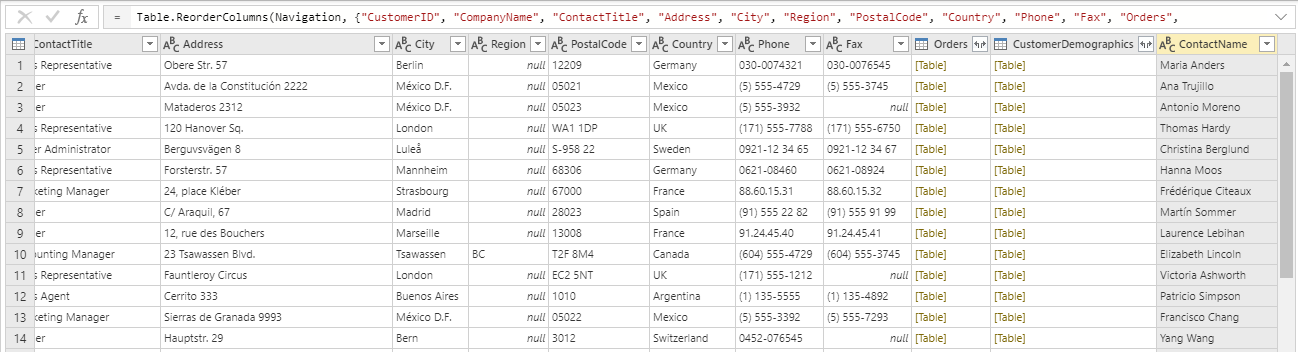 fx = Table.ReorderColumns(Navigation, {"CustomerID", "CompanyName", "ContactTitle", "Address", "City", "Region", "PostalCode", "Country", "Phone", "Fax", "Orders",
ContactTitle ABC Address ABC City ABC Region ABC PostalCode ABC Country ABC Phone ABC Fax Orders CustomerDemographics ABC ContactName
1 s Representative Obere Str. 57 Berlin null 12209 Germany 030-0074321 030-0076545 [Table] [Table] Maria Anders
2 er Avda. de la Constitución 2222 México D.F. null 05021 Mexico (5) 555-4729 (5) 555-3745 [Table] [Table] Ana Trujillo
3 er Mataderos 2312 México D.F. null 05023 Mexico (5) 555-3932 null [Table] [Table] Antonio Moreno
4 s Representative 120 Hanover Sq. London null WA1 1DP UK (171) 555-7788 (171) 555-6750 [Table] [Table] Thomas Hardy
5 er Administrator Berguvsvägen 8 Luleå null S-958 22 Sweden 0921-12 34 65 0921-12 34 67 [Table] [Table] Christina Berglund
6 s Representative Forsterstr. 57 Mannheim null 68306 Germany 0621-08460 0621-08924 [Table] [Table] Hanna Moos
7 keting Manager 24, place Kléber Strasbourg null 67000 France 88.60.15.31 88.60.15.32 [Table] [Table] Frédérique Citeaux
8 er C/ Araquil, 67 Madrid null 28023 Spain (91) 555 22 82 (91) 555 91 99 [Table] [Table] Martín Sommer
9 er 12, rue des Bouchers Marseille null 13008 France 91.24.45.40 91.24.45.41 [Table] [Table] Laurence Lebihan
10 unting Manager 23 Tsawassen Blvd. Tsawassen BC T2F 8M4 Canada (604) 555-4729 (604) 555-3745 [Table] [Table] Elizabeth Lincoln
11 s Representative Fauntleroy Circus London null EC2 5NT UK (171) 555-1212 null [Table] [Table] Victoria Ashworth
12 s Agent Cerrito 333 Buenos Aires null 1010 Argentina (1) 135-5555 (1) 135-4892 [Table] [Table] Patricio Simpson
13 keting Manager Sierras de Granada 9993 México D.F. null 05022 Mexico (5) 555-3392 (5) 555-7293 [Table] [Table] Francisco Chang
14 er Hauptstr. 29 Bern null 3012 Switzerland 0452-076545 null [Table] [Table] Yang Wang